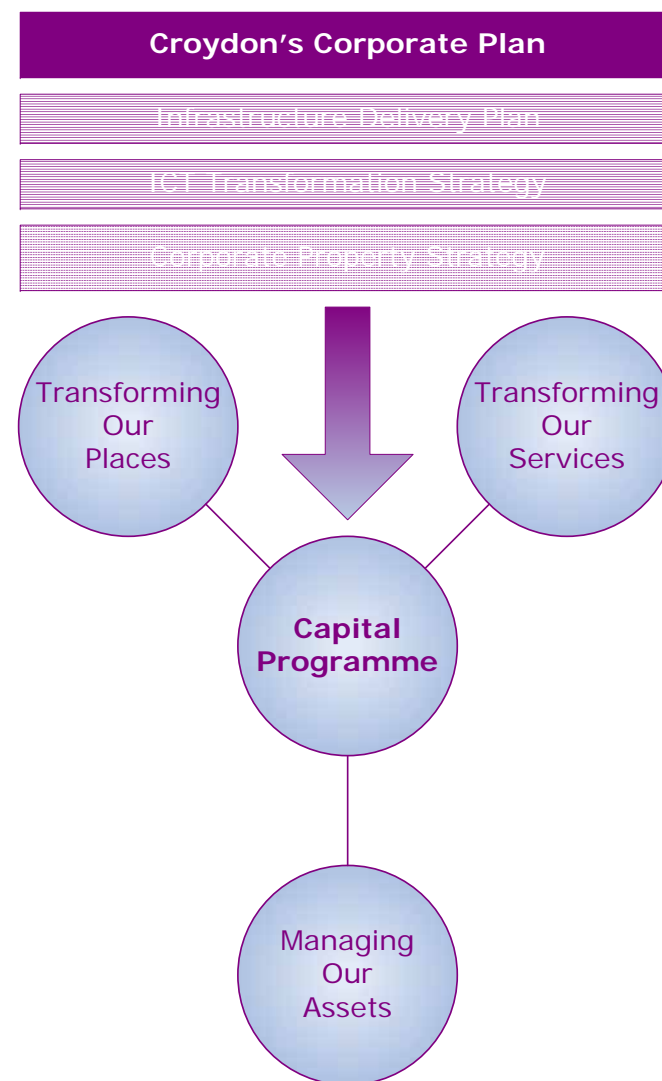 Croydon's Corporate Plan
Infrastructure Delivery Plan
ICT Transformation Strategy
Corporate Property Strategy
Transforming
Our
Places
Transforming
Our
Services
Capital
Programme
Managing
Our
Assets